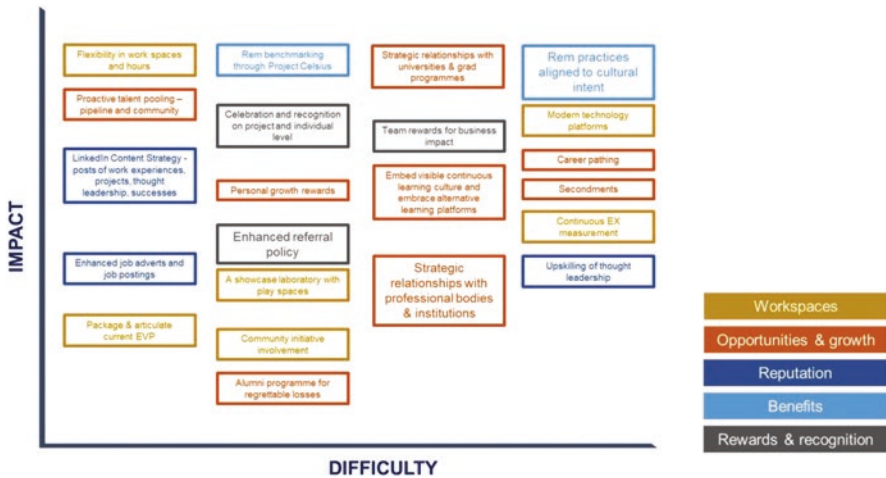 IMPACT
Flexibility in work spaces
and hours
Proactive talent pooling –
pipeline and community
LinkedIn Content Strategy -
posts of work experiences,
projects, thought
leadership, successes
Enhanced job adverts and
job postings
Package & articulate
current EVP
Rem benchmarking
through Project Celsius
Celebration and recognition
on project and individual
level
Personal growth rewards
Enhanced referral
policy
A showcase laboratory with
play spaces
Community initiative
involvement
Alumni programme for
regrettable losses
Strategic relationships with
universities & grad
programmes
Team rewards for business
impact
Embed visible continuous
learning culture and
embrace alternative
learning platforms
Strategic
relationships with
professional bodies
& institutions
Rem practices
aligned to cultural
intent
Modern technology
platforms
Career pathing
Secondments
Continuous EX
measurement
Upskilling of thought
leadership
DIFFICULTY
Workspaces
Opportunities & growth
Reputation
Benefits
Rewards & recognition